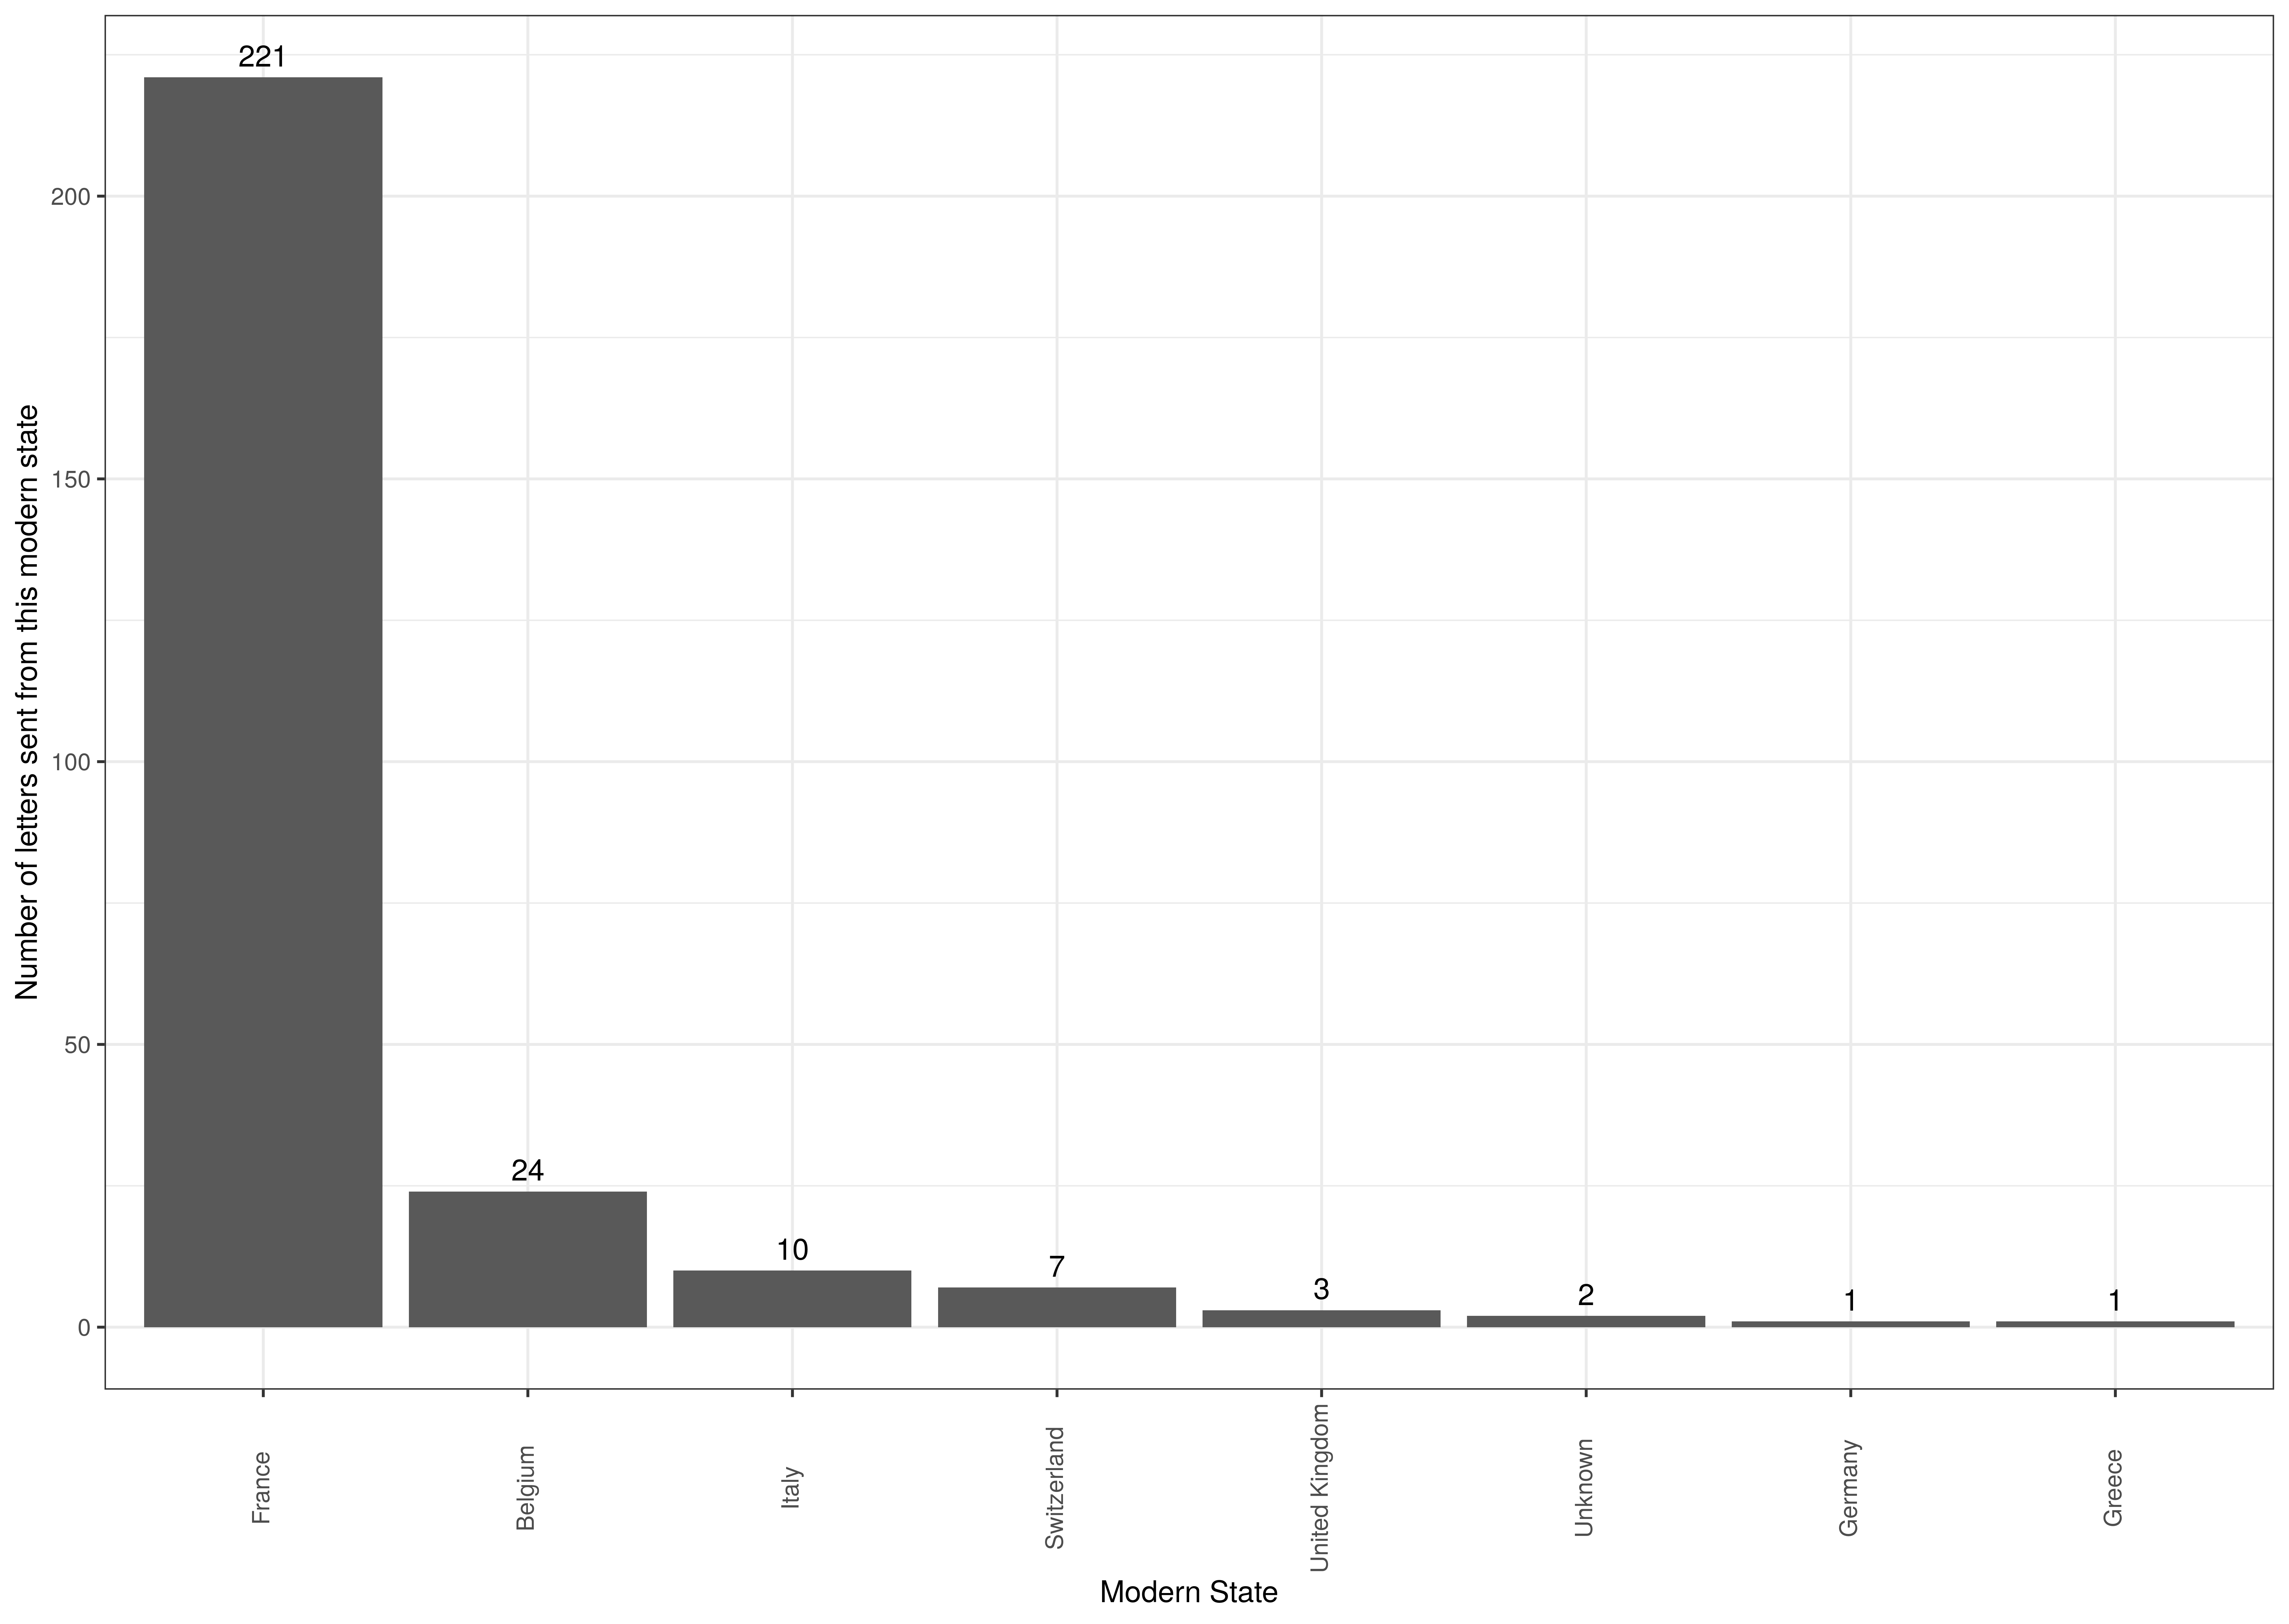 Number of letters sent from this modern state
200
150
100
50
0
221
24
10
7
3
2
1
1
France
Belgium
Italy
Switzerland
United Kingdom
Unknown
Germany
Greece
Modern State